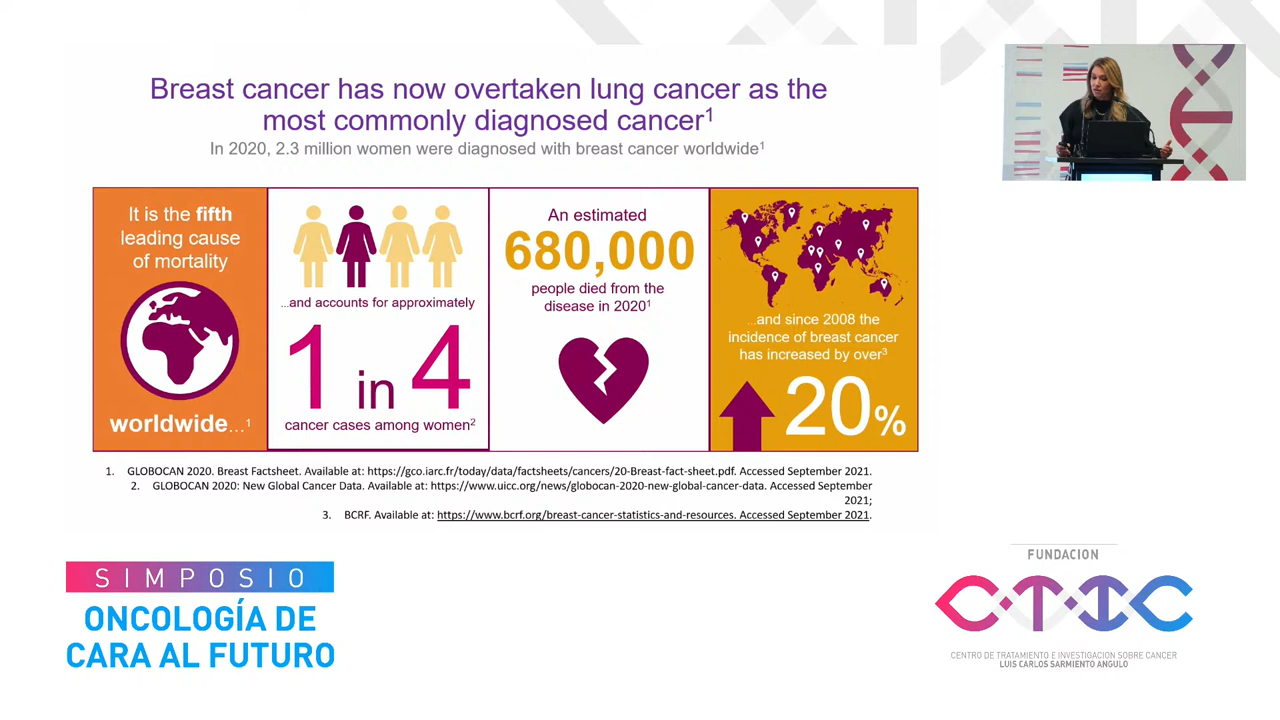 Breast cancer has now overtaken lung cancer as the
most commonly diagnosed cancer1
In 2020, 2.3 million women were diagnosed with breast cancer worldwide1
It is the fifth
leading cause
of mortality
worldwide...1
...and accounts for approximately
1 in 4
cancer cases among women2
An estimated
680,000
people died from the
disease in 20201
...and since 2008 the
incidence of breast cancer
has increased by over3
20%
1. GLOBOCAN 2020. Breast Factsheet. Available at: https://gco.iarc.fr/today/data/factsheets/cancers/20-Breast-fact-sheet.pdf. Accessed September 2021.
2. GLOBOCAN 2020: New Global Cancer Data. Available at: https://www.uicc.org/news/globocan-2020-new-global-cancer-data. Accessed September
2021;
3. BCRF. Available at: https://www.bcrf.org/breast-cancer-statistics-and-resources. Accessed September 2021.
SIMPOSIO
ONCOLOGÍA DE
CARA AL FUTURO
FUNDACION
CTIC
CENTRO DE TRATAMIENTO E INVESTIGACION SOBRE CANCER
LUIS CARLOS SARMIENTO ANGULO